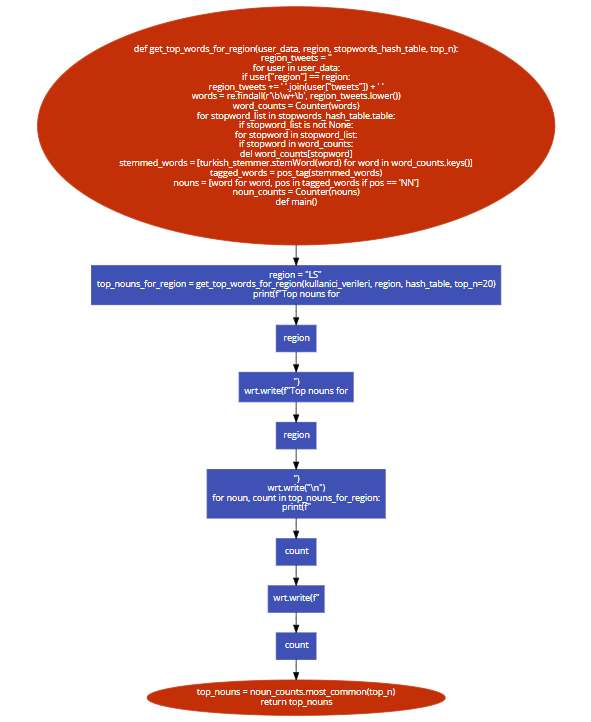 def get_top_words_for_region(user_data, region, stopwords_hash_table, top_n):
region_tweets = ''
for user in user_data:
if user["region"] == region:
region_tweets += ' '.join(user["tweets"]) + ' '
words = re.findall(r'\b\w+\b', region_tweets.lower())
word_counts = Counter(words)
for stopword_list in stopwords_hash_table.table:
if stopword_list is not None:
for stopword in stopword_list:
if stopword in word_counts:
del word_counts[stopword]
stemmed_words = [turkish_stemmer.stemWord(word) for word in word_counts.keys()]
tagged_words = pos_tag(stemmed_words)
nouns = [word for word, pos in tagged_words if pos == 'NN']
noun_counts = Counter(nouns)
def main()
region = "LS"
top_nouns_for_region = get_top_words_for_region(kullanici_verileri, region, hash_table, top_n=20)
print(f"Top nouns for
region
")
wrt.write(f"Top nouns for
region
")
wrt.write("\n")
for noun, count in top_nouns_for_region:
print(f"
count
wrt.write(f"
count
top_nouns = noun_counts.most_common(top_n)
return top_nouns